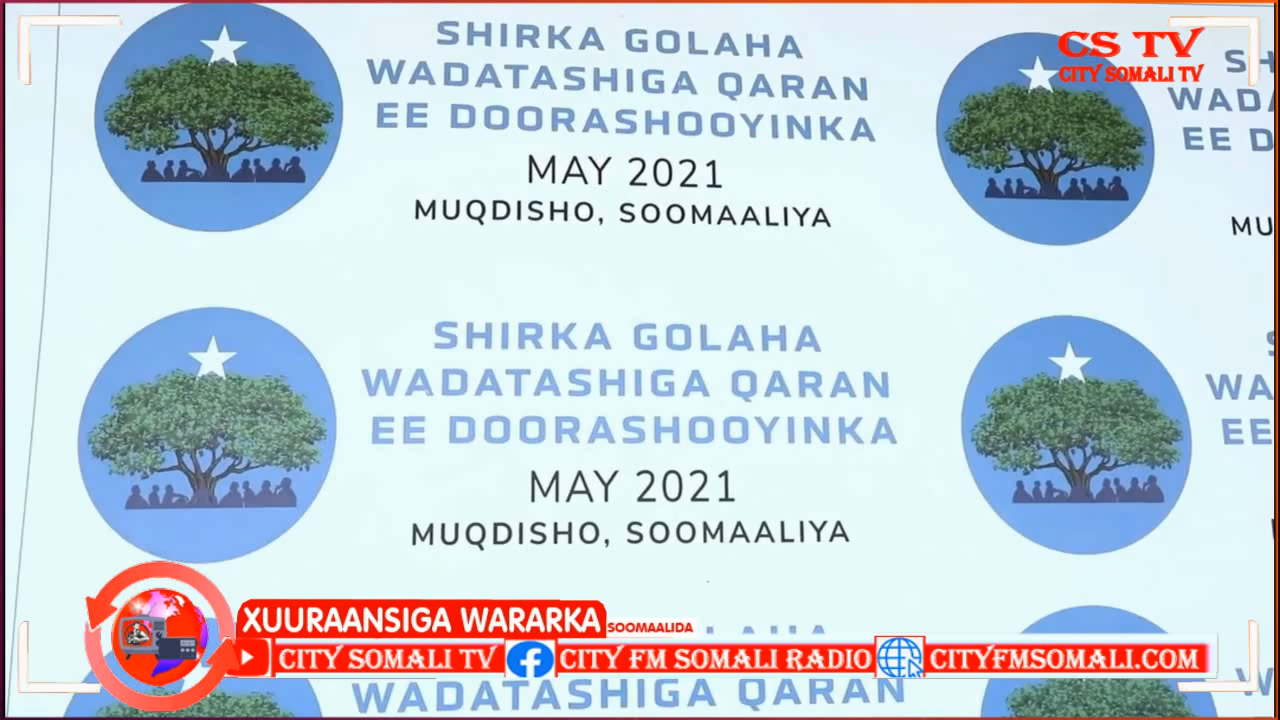 SHIRKA GOLAHA
WADATASHIGA QARAN
EE DOORASHOOYINKA
MAY 2021
MUQDISHO, SOOMAALIYA
CS TV
CITY SOMALI TV
SHIRKA GOLAHA
WADATASHIGA QARAN
EE DOORASHOOYINKA
MAY 2021
MUQDISHO, SOOMAALIYA
XUURAANSIGA WARARKA
SOOMAALIDA
CITY SOMALI TV
CITY FM SOMALI RADIO
CITYFMSOMALI.COM
WADATASHIGA QARAN